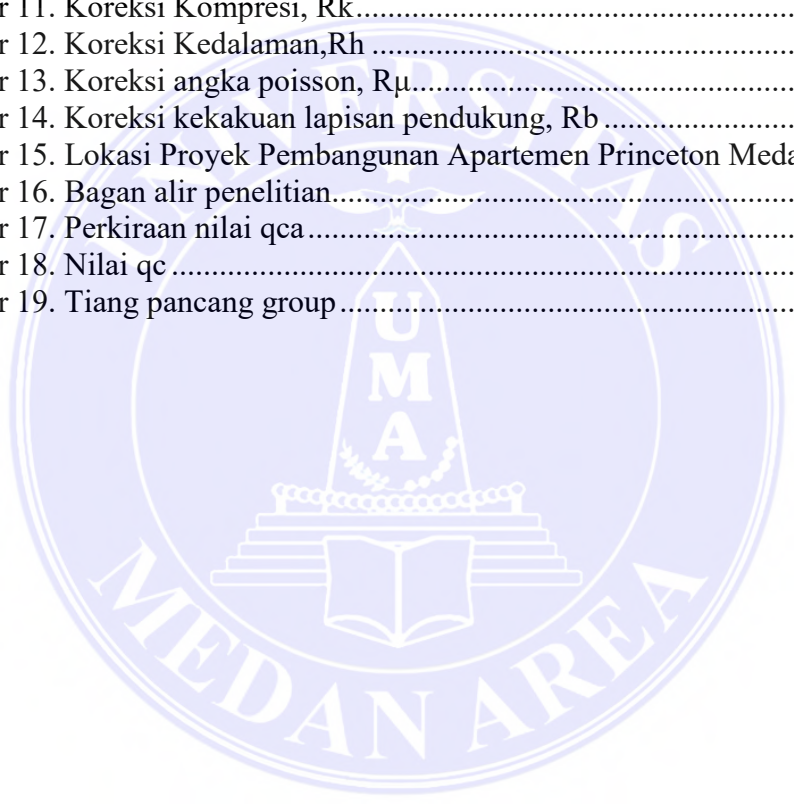 r 11. Koreksi Kompresi, Rk
r 12. Koreksi Kedalaman,Rh
r 13. Koreksi angka poisson, Rμ
r 14. Koreksi kekakuan lapisan pendukung, Rb
r 15. Lokasi Proyek Pembangunan Apartemen Princeton Meda
r 16. Bagan alir penelitian
r 17. Perkiraan nilai qca
r 18. Nilai qc
r 19. Tiang pancang group
UNIVERSITAS
UMA
MEDAN AREA